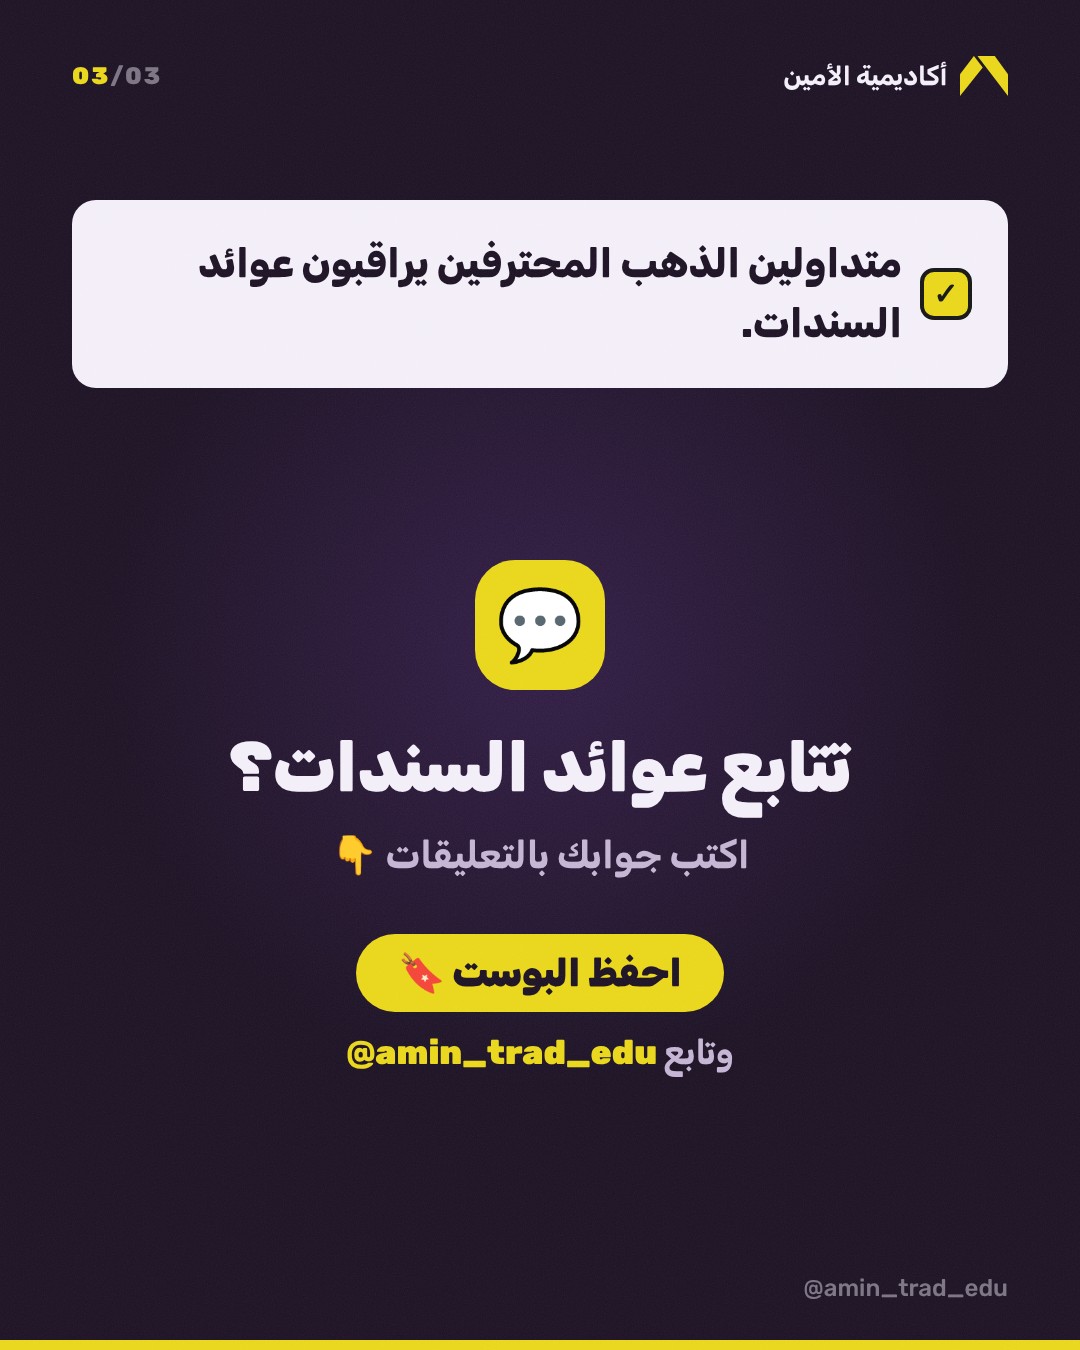 أكاديمية الأمين
03/03
متداولين الذهب المحترفين يراقبون عوائد
السندات.
تتابع عوائد السندات؟
اكتب جوابك بالتعليقات 👇
احفظ البوست 🔖
وتابع @amin_trad_edu
@amin_trad_edu